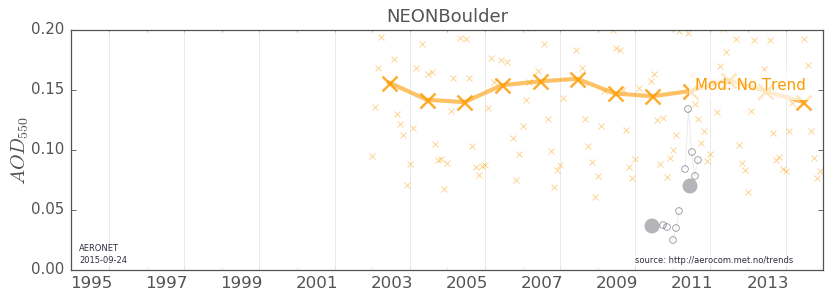 NEONBoulder
0.20
0.15
0.10
0.05
0.00
AOD550
Mod: No Trend
AERONET
2015-09-24
source: http://aerocom.met.no/trends
1995 1997 1999 2001 2003 2005 2007 2009 2011 2013